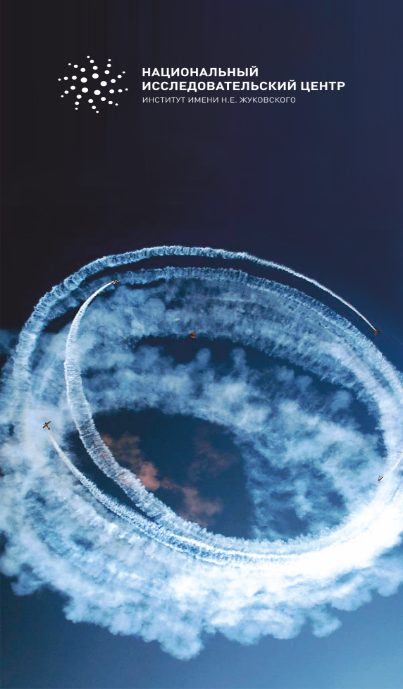 НАЦИОНАЛЬНЫЙ
ИССЛЕДОВАТЕЛЬСКИЙ ЦЕНТР
ИНСТИТУТ ИМЕНИ Н.Е. ЖУКОВСКОГО